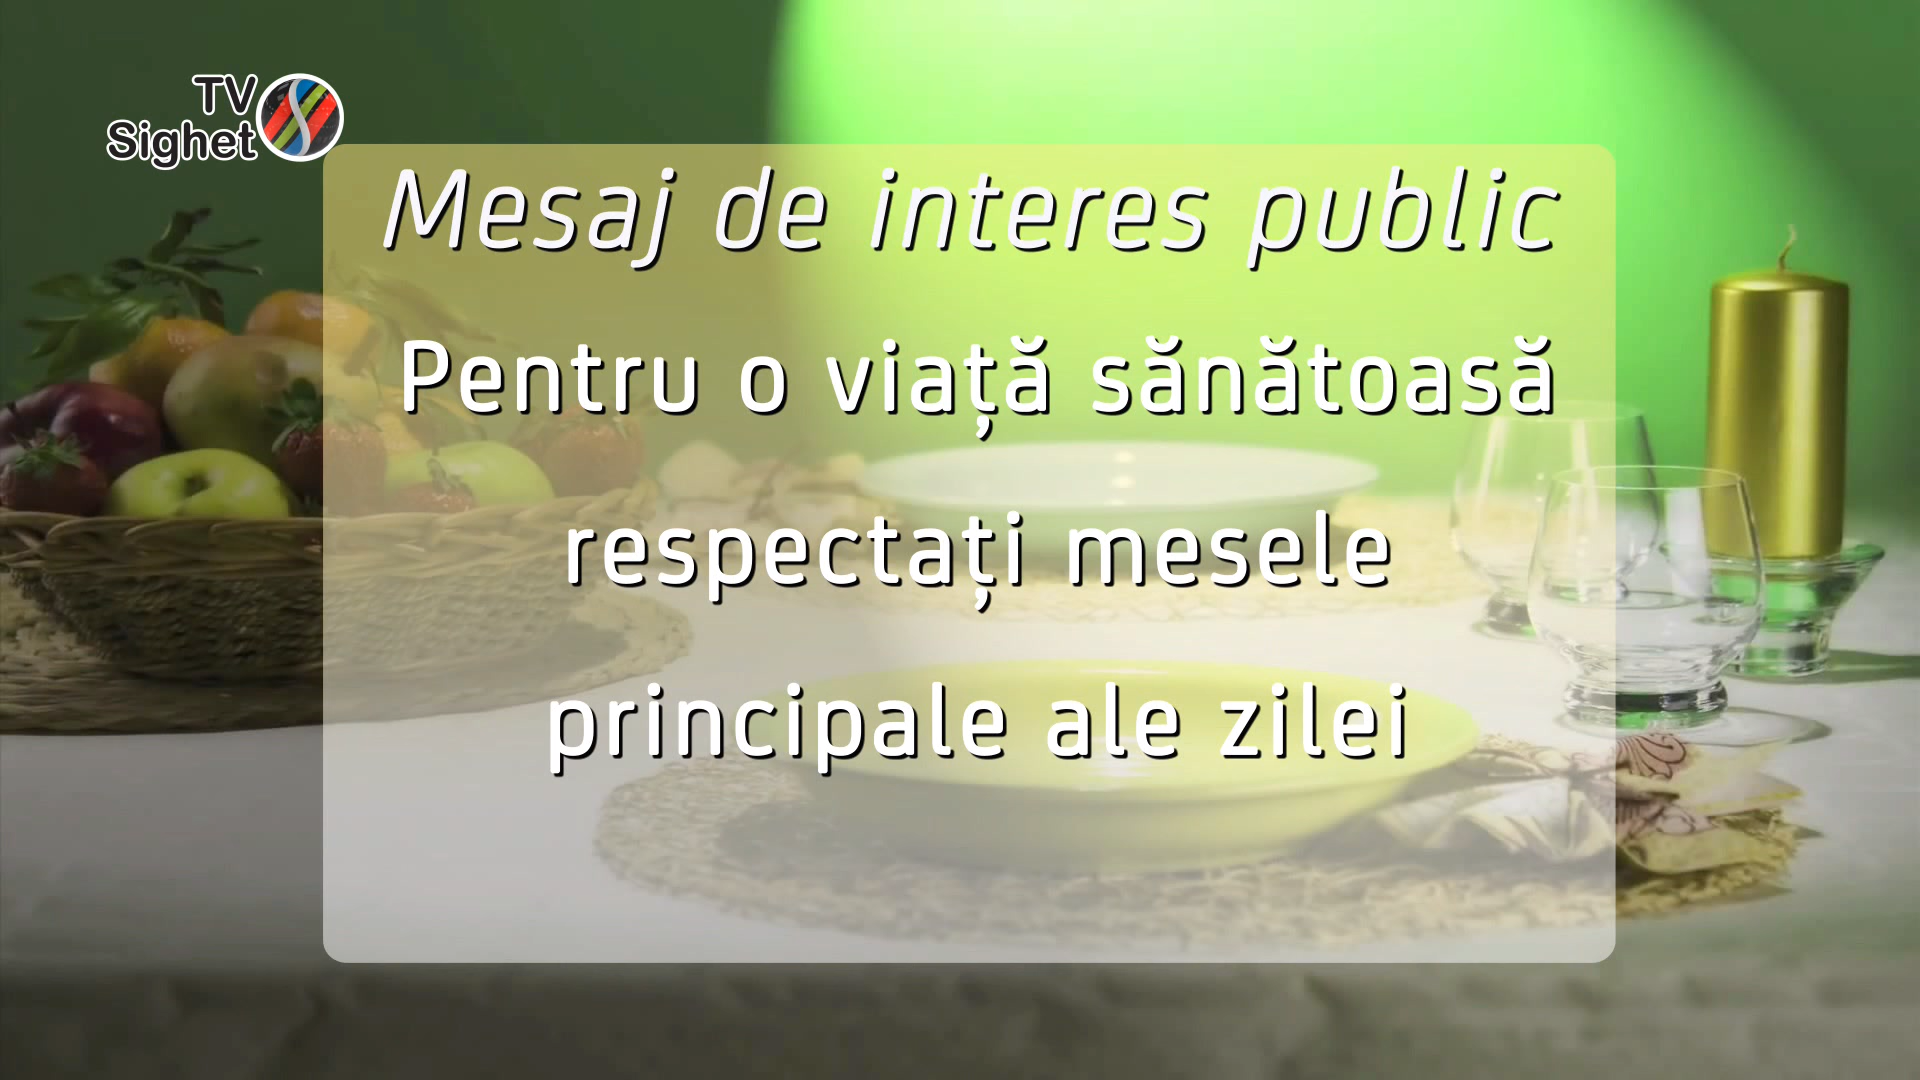 TV
Sighet
Mesaj de interes public
Pentru o viață sănătoasă
respectați mesele
principale ale zilei